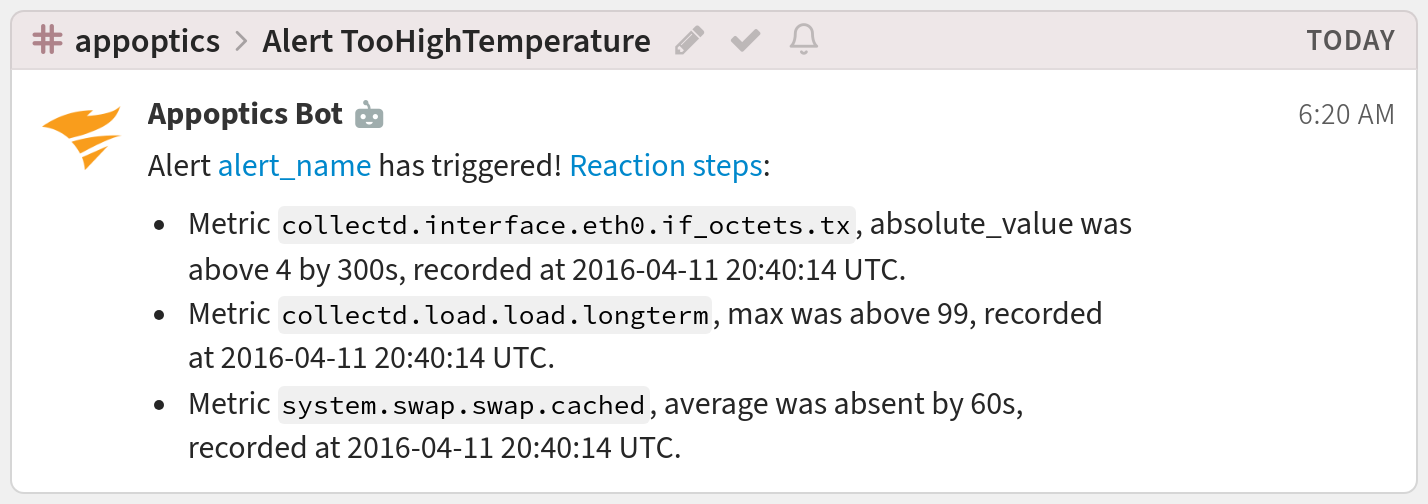 # appoptics > Alert TooHighTemperature TODAY
Appoptics Bot 6:20 AM
Alert alert_name has triggered! Reaction steps:
• Metric collectd.interface.eth0.if_octets.tx, absolute_value was
above 4 by 300s, recorded at 2016-04-11 20:40:14 UTC.
• Metric collectd.load.load.longterm, max was above 99, recorded
at 2016-04-11 20:40:14 UTC.
• Metric system.swap.swap.cached, average was absent by 60s,
recorded at 2016-04-11 20:40:14 UTC.